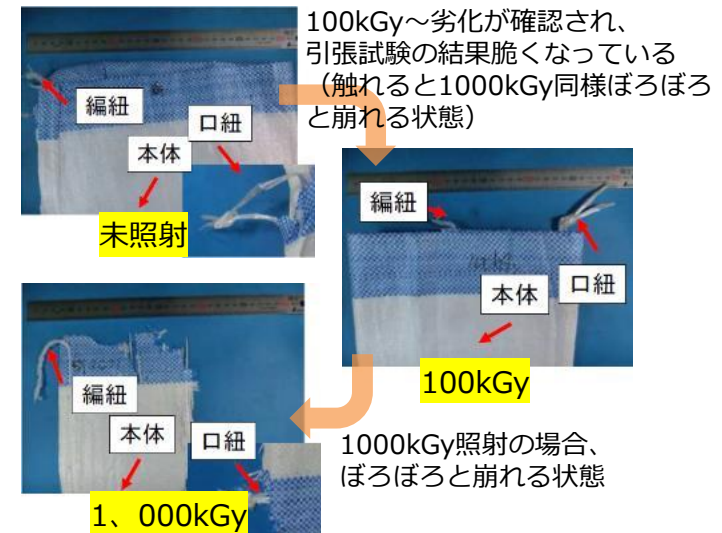 100kGy～劣化が確認され、
引張試験の結果脆くなっている
（触れると1000kGy同様ぼろぼろ
と崩れる状態）
編紐
口紐
本体
未照射
編紐
本体
口紐
100kGy
編紐
本体
口紐
1、000kGy
1000kGy照射の場合、
ぼろぼろと崩れる状態